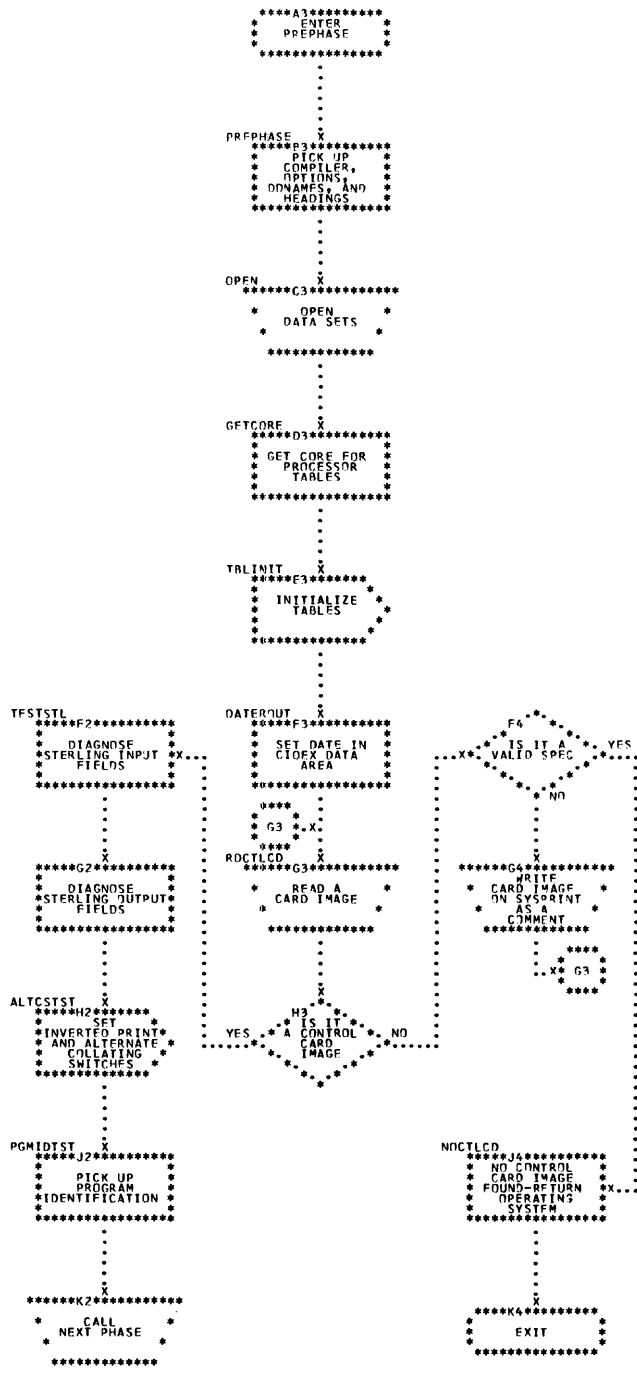 A3
ENTER
PREPHASE
PREPHASE
B3
PICK UP
COMPILER,
OPTIONS,
DDNAMES, AND
HEADINGS
OPEN
C3
OPEN
DATA SETS
GETCORE
D3
GET CORE FOR
PROCESSOR
TABLES
TBLINIT
E3
INITIALIZE
TABLES
TESTSTL
F2
DIAGNOSE
STERLING INPUT
FIELDS
DATEROUT
F3
SET DATE IN
CIOEX DATA
AREA
F4
IS IT A
VALID SPEC
YES
NO
G3
G2
DIAGNOSE
STERLING OUTPUT
FIELDS
RDCTLCD
G3
READ A
CARD IMAGE
G4
WRITE
CARD IMAGE
ON SYSPRINT
AS A
COMMENT
G3
ALTCSTST
H2
SET
INVERTED PRINT
AND ALTERNATE
COLLATING
SWITCHES
YES
H3
IS IT
A CONTROL
CARD
IMAGE
NO
PGMIDTST
J2
PICK UP
PROGRAM
IDENTIFICATION
NOCTLCD
J4
NO CONTROL
CARD IMAGE
FOUND-RETURN
OPERATING
SYSTEM
K2
CALL
NEXT PHASE
K4
EXIT